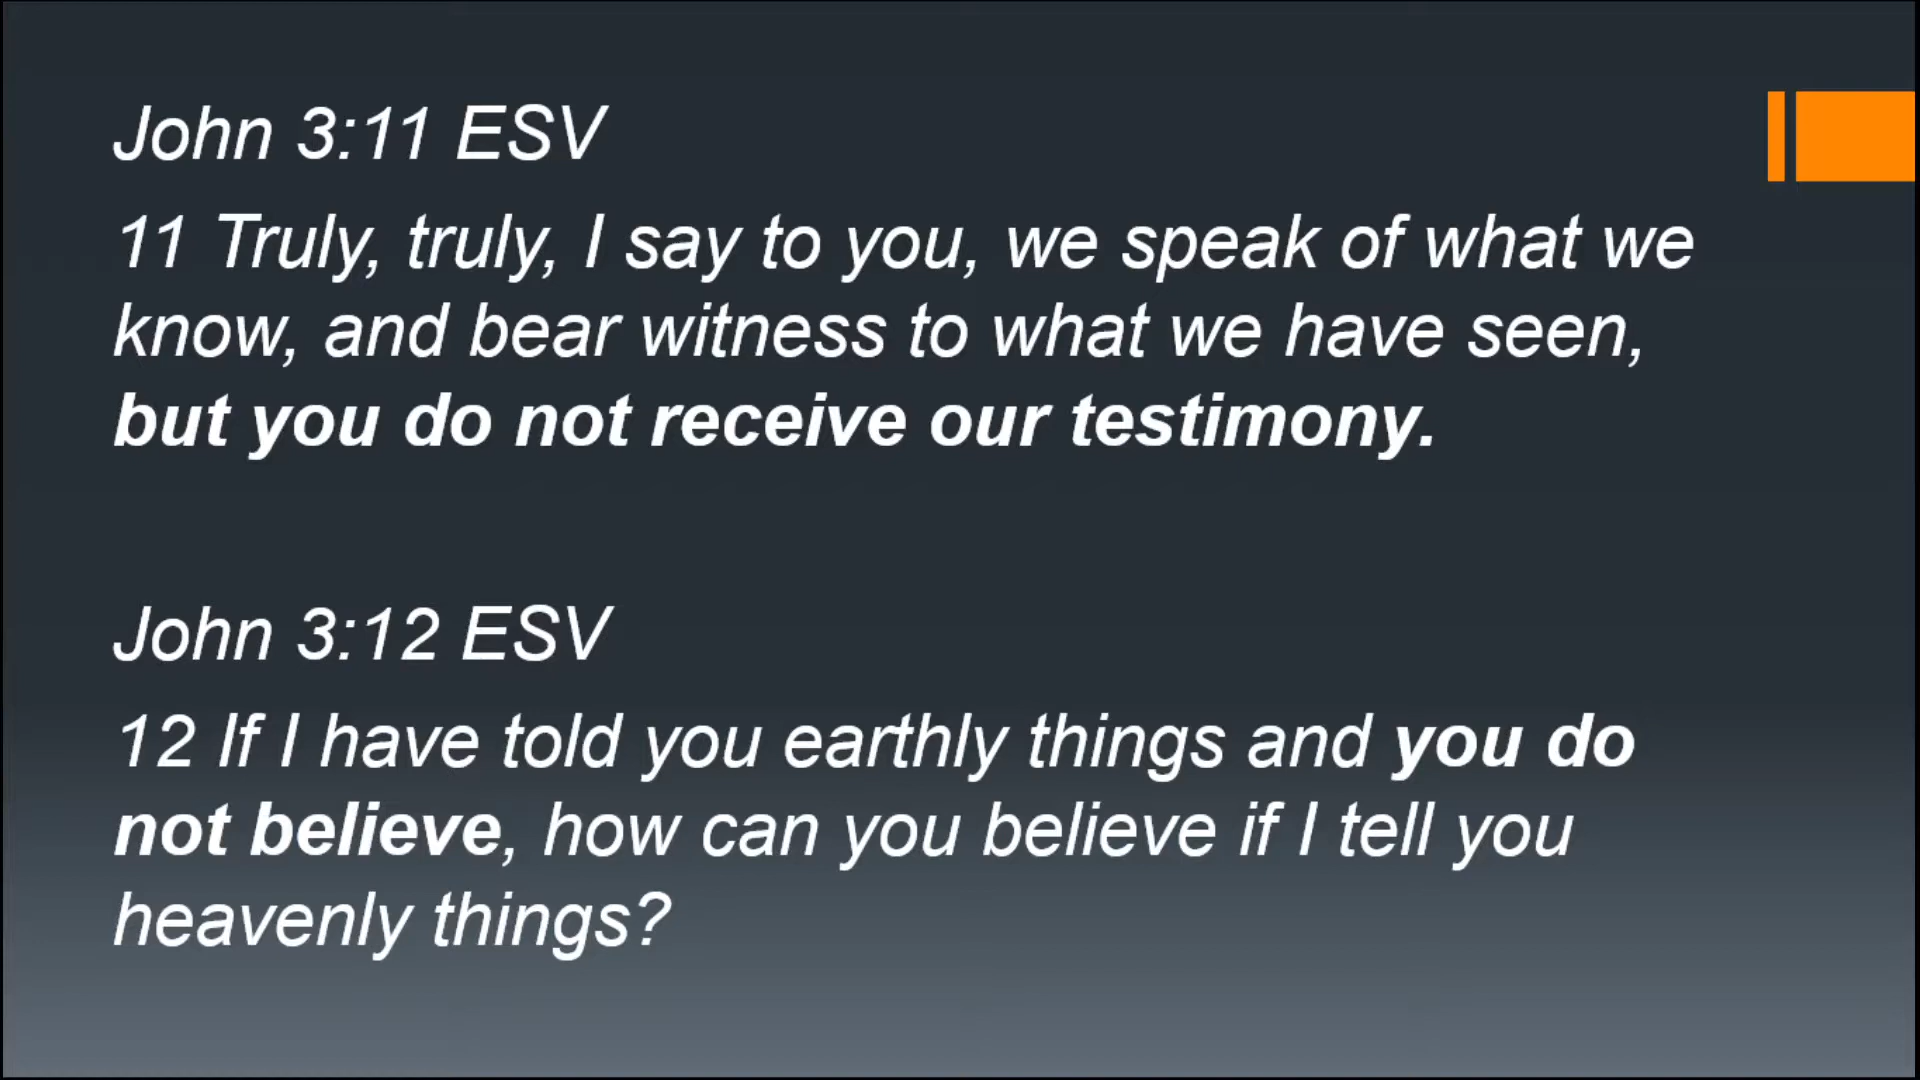 John 3:11 ESV
11 Truly, truly, I say to you, we speak of what we
know, and bear witness to what we have seen,
but you do not receive our testimony.
John 3:12 ESV
12 If I have told you earthly things and you do
not believe, how can you believe if I tell you
heavenly things?